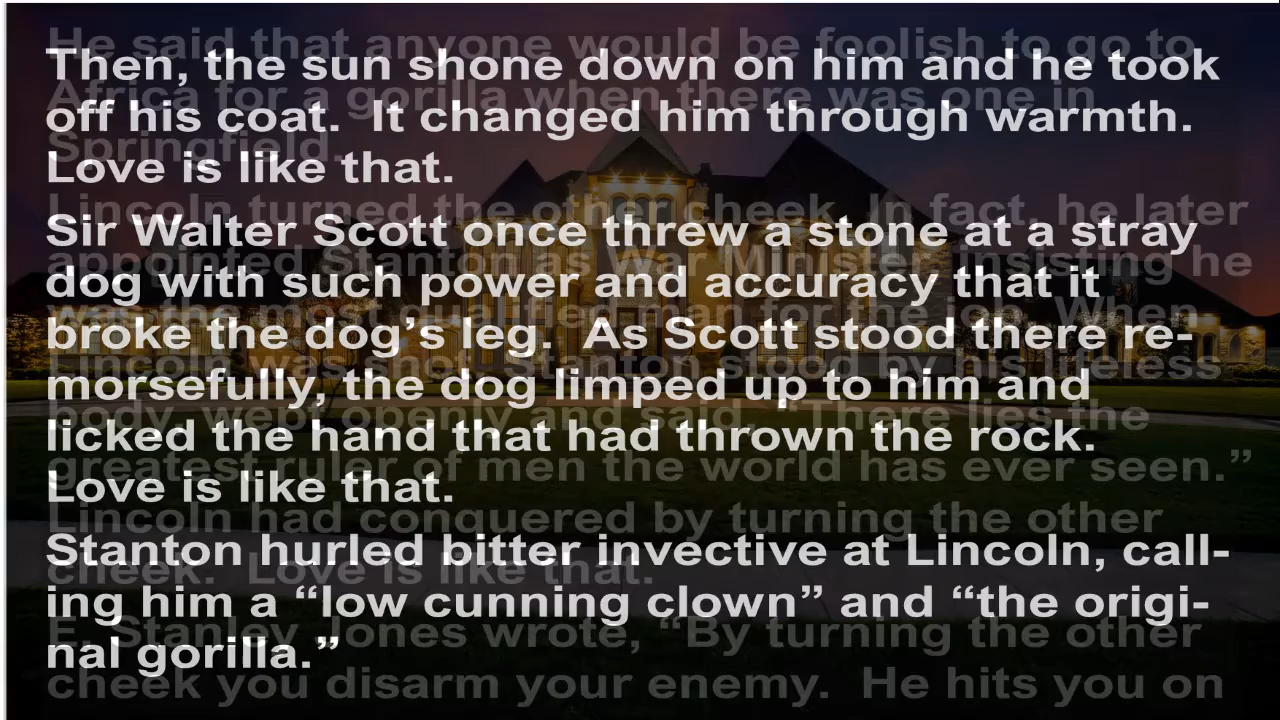 Then, the sun shone down on him and he took
off his coat.  It changed him through warmth.
Love is like that.
Sir Walter Scott once threw a stone at a stray
dog with such power and accuracy that it
broke the dog’s leg.  As Scott stood there re-
morsefully, the dog limped up to him and
licked the hand that had thrown the rock.
Love is like that.
Stanton hurled bitter invective at Lincoln, call-
ing him a “low cunning clown” and “the origi-
nal gorilla.”
He said that anyone would be foolish to go to
Africa for a gorilla when there was one in
Springfield.
Lincoln turned the other cheek. In fact, he later
appointed Stanton as War Minister, insisting he
was the most qualified man for the job. When
Lincoln was shot, Stanton stood by his lifeless
body, wept openly and said, “There lies the
greatest ruler of men the world has ever seen.”
Lincoln had conquered by turning the other
cheek.  Love is like that.
E. Stanley Jones wrote, “By turning the other
cheek you disarm your enemy.  He hits you on